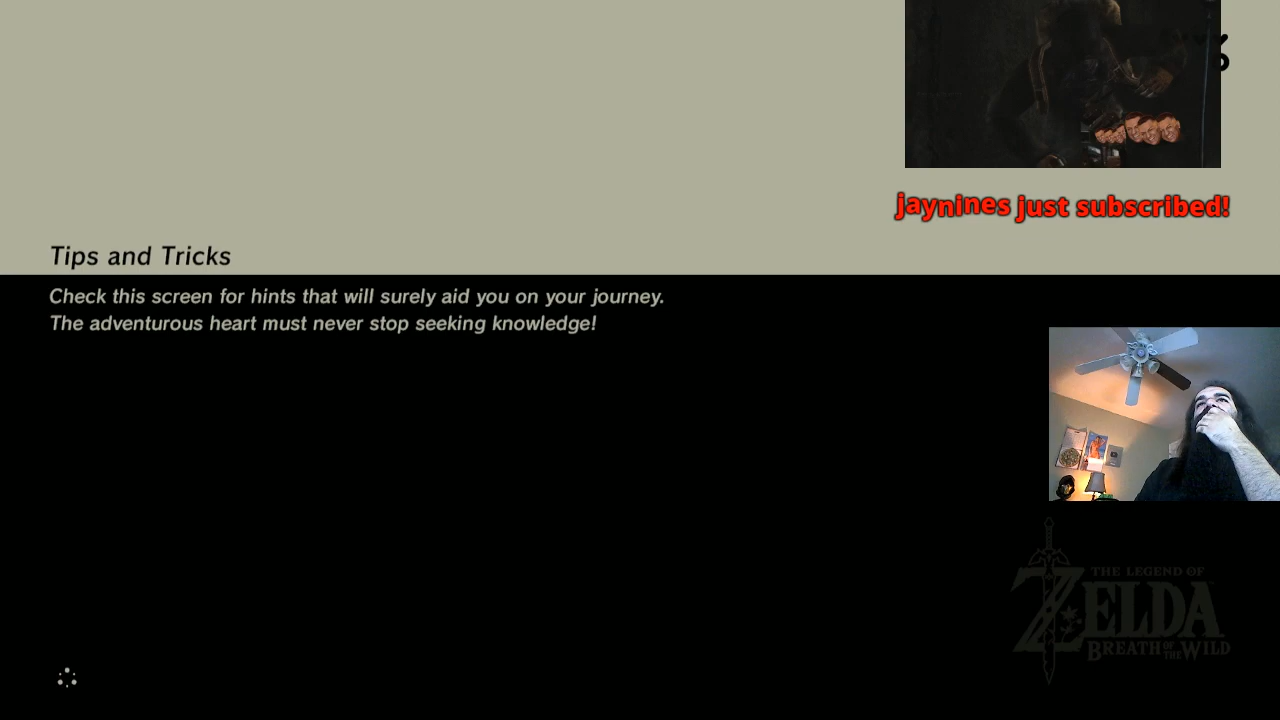 jaynines just subscribed!
Tips and Tricks
Check this screen for hints that will surely aid you on your journey.
The adventurous heart must never stop seeking knowledge!
THE LEGEND OF
ZELDA
BREATH OF THE WILD